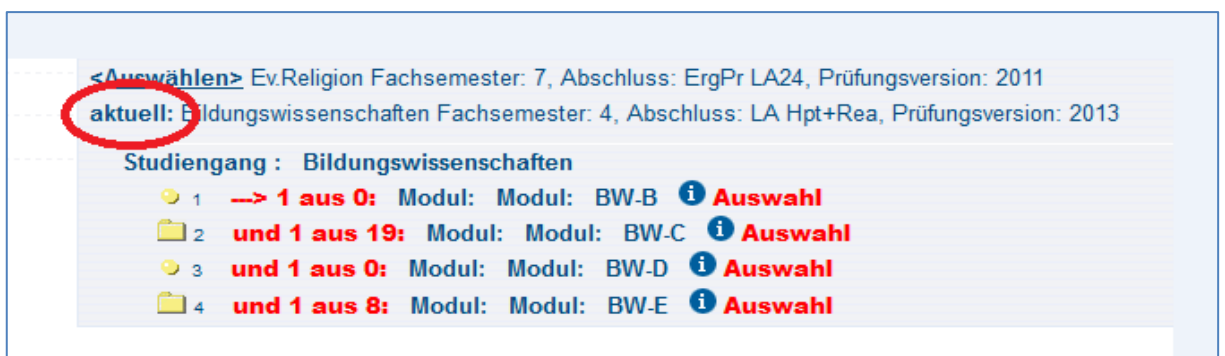 <Auswählen> Ev.Religion Fachsemester: 7, Abschluss: ErgPr LA24, Prüfungsversion: 2011
aktuell: Bildungswissenschaften Fachsemester: 4, Abschluss: LA Hpt+Rea, Prüfungsversion: 2013
Studiengang : Bildungswissenschaften
1 ---> 1 aus 0: Modul: Modul: BW-B i Auswahl
2 und 1 aus 19: Modul: Modul: BW-C i Auswahl
3 und 1 aus 0: Modul: Modul: BW-D i Auswahl
4 und 1 aus 8: Modul: Modul: BW-E i Auswahl